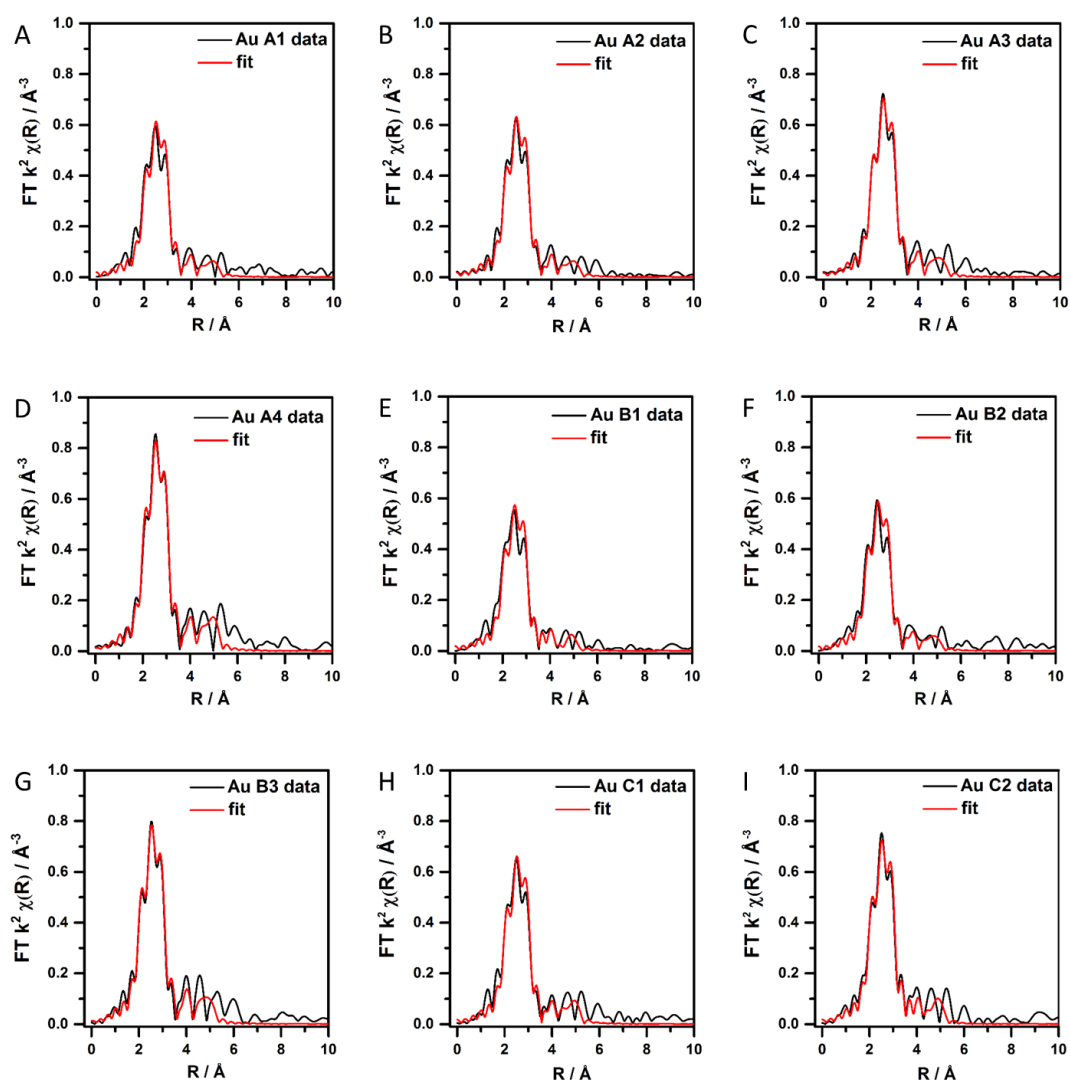 A
Au A1 data
fit
FT k² χ(R) / Å⁻³
1.0
0.8
0.6
0.4
0.2
0.0
0 2 4 6 8 10
R / Å
B
Au A2 data
fit
FT k² χ(R) / Å⁻³
1.0
0.8
0.6
0.4
0.2
0.0
0 2 4 6 8 10
R / Å
C
Au A3 data
fit
FT k² χ(R) / Å⁻³
1.0
0.8
0.6
0.4
0.2
0.0
0 2 4 6 8 10
R / Å
D
Au A4 data
fit
FT k² χ(R) / Å⁻³
1.0
0.8
0.6
0.4
0.2
0.0
0 2 4 6 8 10
R / Å
E
Au B1 data
fit
FT k² χ(R) / Å⁻³
1.0
0.8
0.6
0.4
0.2
0.0
0 2 4 6 8 10
R / Å
F
Au B2 data
fit
FT k² χ(R) / Å⁻³
1.0
0.8
0.6
0.4
0.2
0.0
0 2 4 6 8 10
R / Å
G
Au B3 data
fit
FT k² χ(R) / Å⁻³
1.0
0.8
0.6
0.4
0.2
0.0
0 2 4 6 8 10
R / Å
H
Au C1 data
fit
FT k² χ(R) / Å⁻³
1.0
0.8
0.6
0.4
0.2
0.0
0 2 4 6 8 10
R / Å
I
Au C2 data
fit
FT k² χ(R) / Å⁻³
1.0
0.8
0.6
0.4
0.2
0.0
0 2 4 6 8 10
R / Å